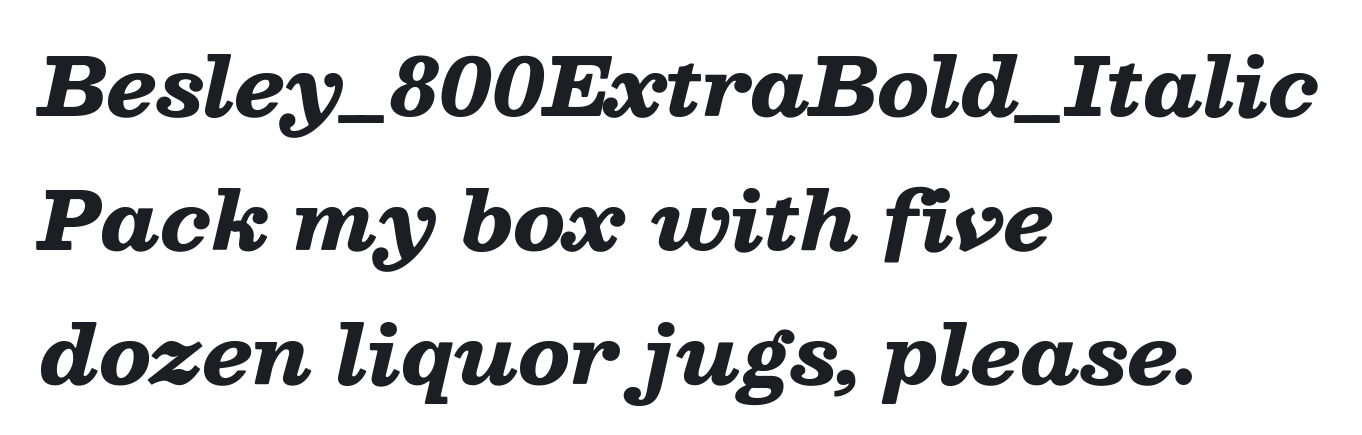 Besley_800ExtraBold_Italic
Pack my box with five
dozen liquor jugs, please.